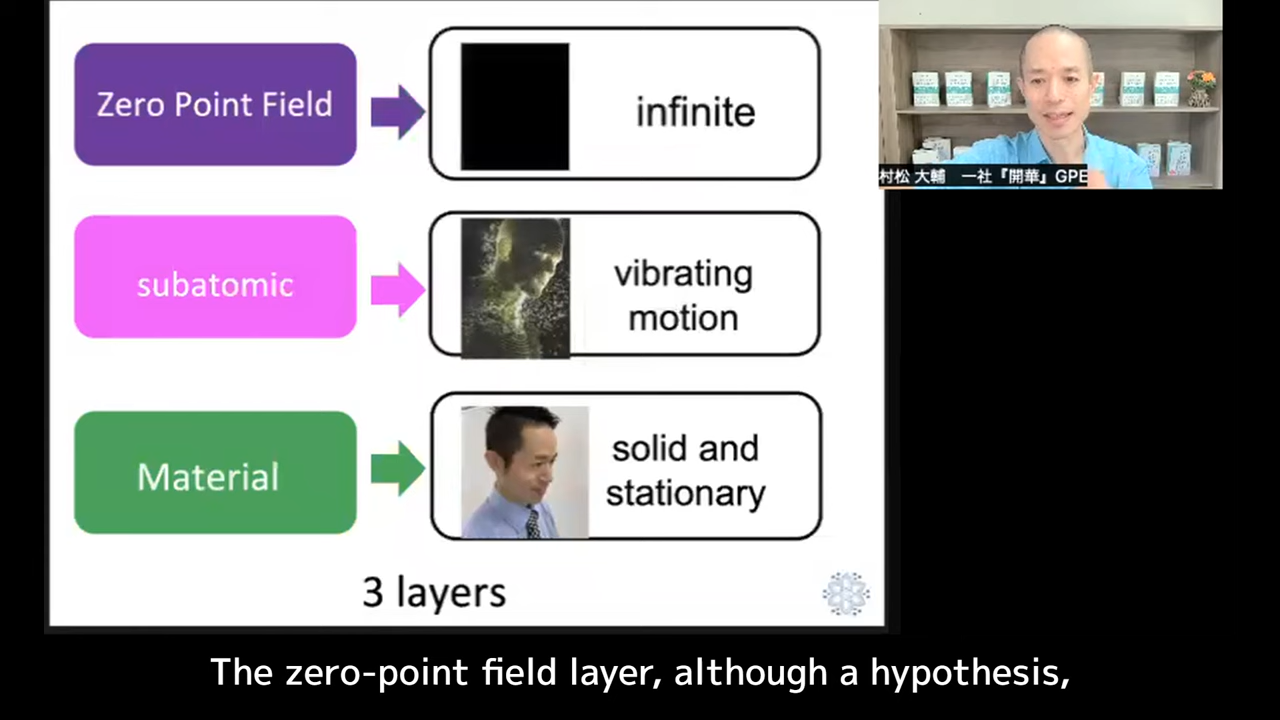 Zero Point Field
infinite
subatomic
vibrating
motion
Material
solid and
stationary
3 layers
村松 大輔　一社『開華』GPE
The zero-point field layer, although a hypothesis,